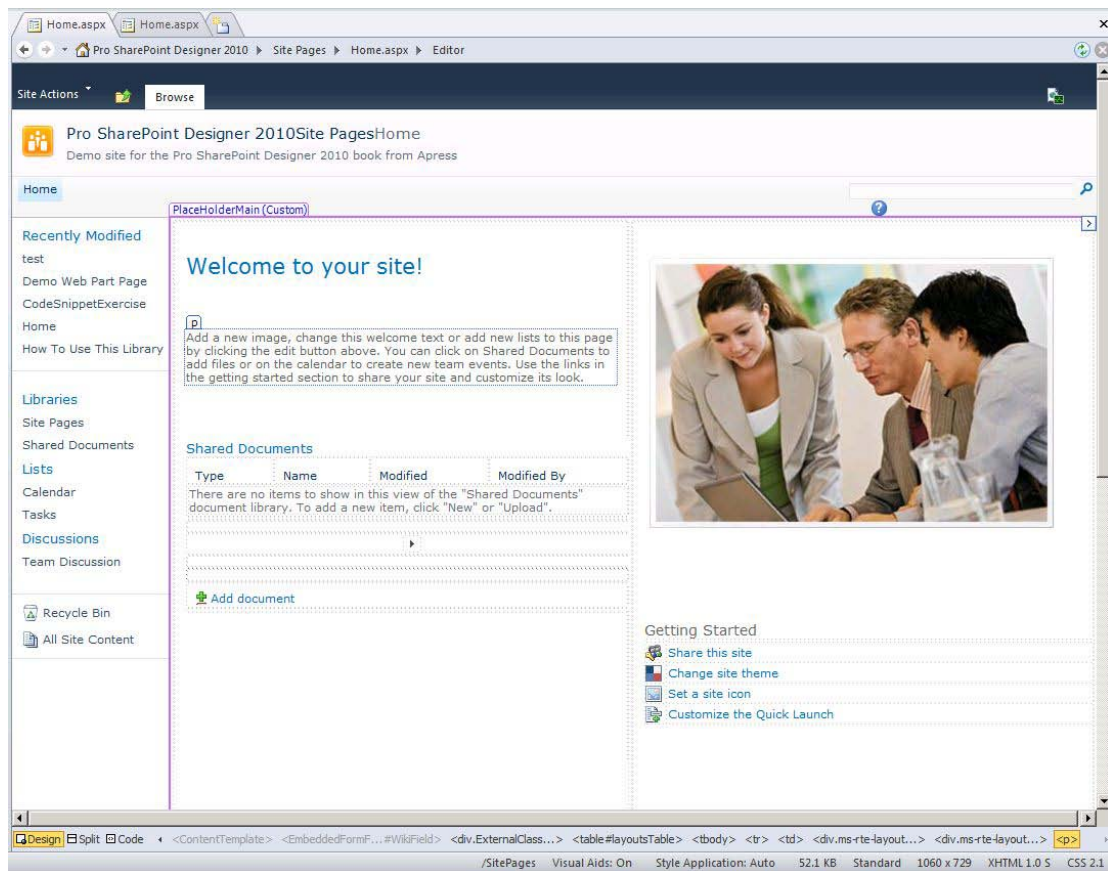 Home.aspx Home.aspx
Pro SharePoint Designer 2010 Site Pages Home.aspx Editor
Site Actions Browse
Pro SharePoint Designer 2010Site PagesHome
Demo site for the Pro SharePoint Designer 2010 book from Apress
Home
PlaceHolderMain (Custom)
Recently Modified
test
Demo Web Part Page
CodeSnippetExercise
Home
How To Use This Library
Libraries
Site Pages
Shared Documents
Lists
Calendar
Tasks
Discussions
Team Discussion
Recycle Bin
All Site Content
Welcome to your site!
p
Add a new image, change this welcome text or add new lists to this page
by clicking the edit button above. You can click on Shared Documents to
add files or on the calendar to create new team events. Use the links in
the getting started section to share your site and customize its look.
Shared Documents
Type Name Modified Modified By
There are no items to show in this view of the "Shared Documents"
document library. To add a new item, click "New" or "Upload".
Add document
Getting Started
Share this site
Change site theme
Set a site icon
Customize the Quick Launch
Design Split Code <ContentTemplate> <EmbeddedFormF...#WikiField> <div.ExternalClass...> <table#layoutsTable> <tbody> <tr> <td> <div.ms-rte-layout...> <div.ms-rte-layout...> <p>
/SitePages Visual Aids: On Style Application: Auto 52.1 KB Standard 1060 x 729 XHTML 1.0 S CSS 2.1